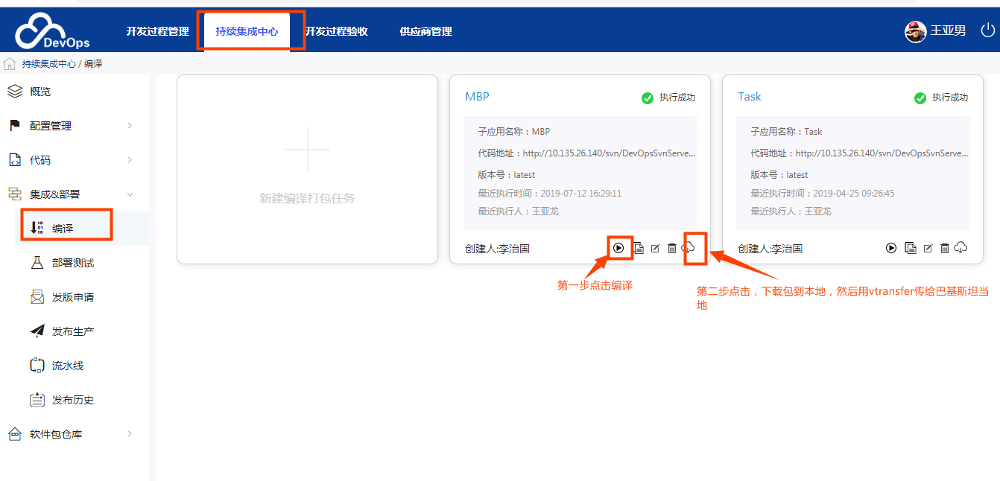 DevOps
开发过程管理
持续集成中心
开发过程验收
供应商管理
王亚男
持续集成中心 / 编译
概览
配置管理
代码
集成&部署
编译
部署测试
发版申请
发布生产
流水线
发布历史
软件包仓库
新建编译打包任务
MBP
执行成功
子应用名称：MBP
代码地址：http://10.135.26.140/svn/DevOpsSvnServe...
版本号：latest
最近执行时间：2019-07-12 16:29:11
最近执行人：王亚龙
创建人:李治国
Task
执行成功
子应用名称：Task
代码地址：http://10.135.26.140/svn/DevOpsSvnServe...
版本号：latest
最近执行时间：2019-04-25 09:26:45
最近执行人：王亚龙
创建人:李治国
第一步点击编译
第二步点击，下载包到本地，然后用vtransfer传给巴基斯坦当
地